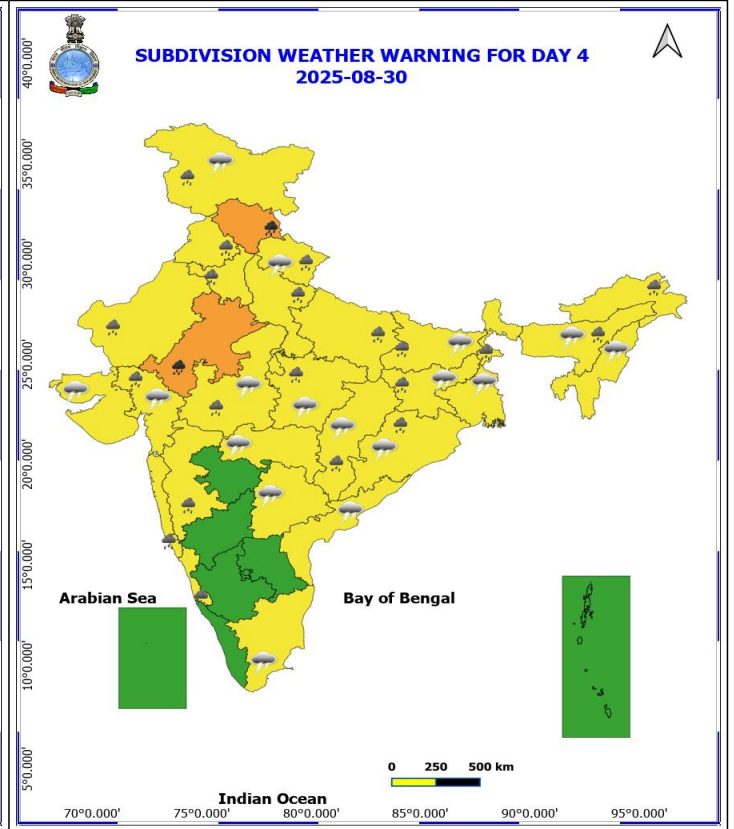 SUBDIVISION WEATHER WARNING FOR DAY 4
2025-08-30
40°0.000'
35°0.000'
30°0.000'
25°0.000'
20°0.000'
15°0.000'
10°0.000'
5°0.000'
Arabian Sea
Bay of Bengal
0 250 500 km
Indian Ocean
70°0.000' 75°0.000' 80°0.000' 85°0.000' 90°0.000' 95°0.000'